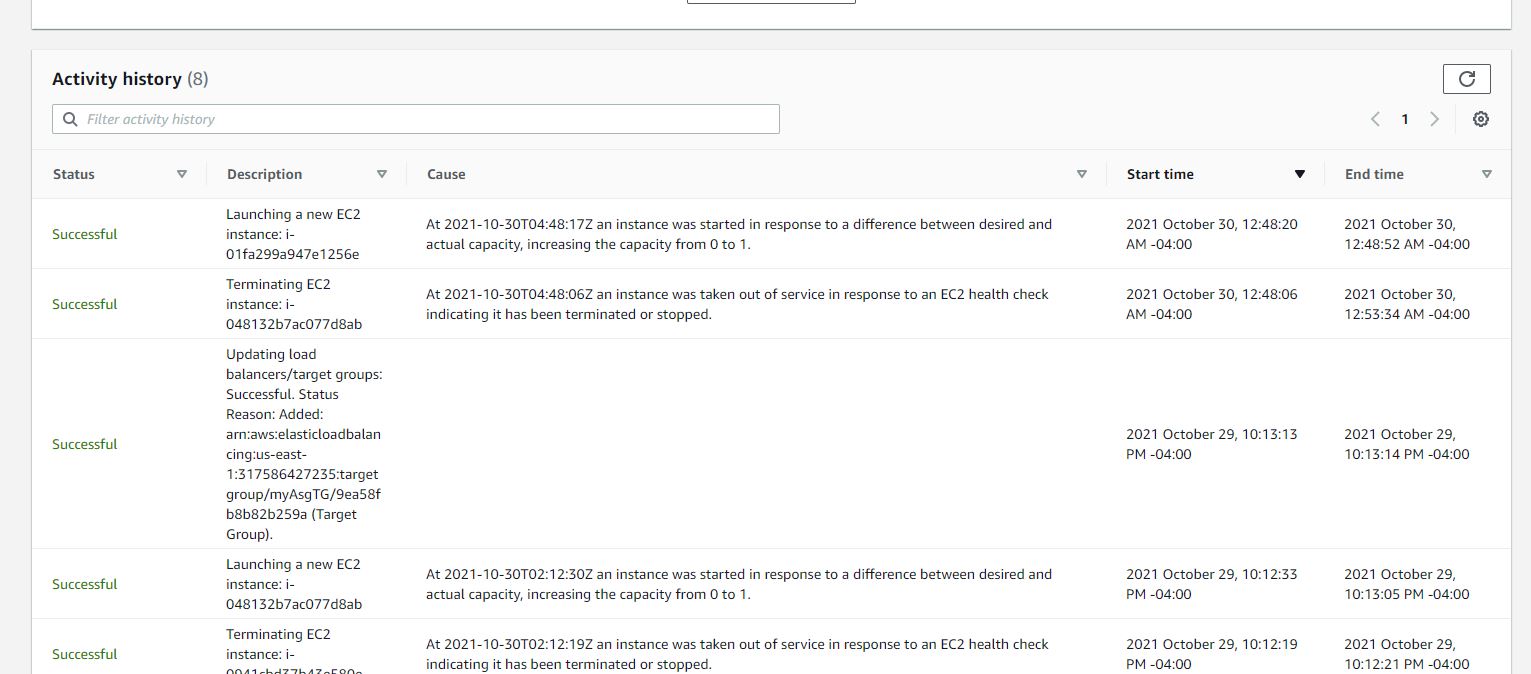 Activity history (8)
Filter activity history
1
Status
Description
Cause
Start time
End time
Successful
Launching a new EC2
instance: i-
01fa299a947e1256e
At 2021-10-30T04:48:17Z an instance was started in response to a difference between desired and
actual capacity, increasing the capacity from 0 to 1.
2021 October 30, 12:48:20
AM -04:00
2021 October 30,
12:48:52 AM -04:00
Successful
Terminating EC2
instance: i-
048132b7ac077d8ab
At 2021-10-30T04:48:06Z an instance was taken out of service in response to an EC2 health check
indicating it has been terminated or stopped.
2021 October 30, 12:48:06
AM -04:00
2021 October 30,
12:53:34 AM -04:00
Successful
Updating load
balancers/target groups:
Successful. Status
Reason: Added:
arn:aws:elasticloadbalan
cing:us-east-
1:317586427235:target
group/myAsgTG/9ea58f
b8b82b259a (Target
Group).
2021 October 29, 10:13:13
PM -04:00
2021 October 29,
10:13:14 PM -04:00
Successful
Launching a new EC2
instance: i-
048132b7ac077d8ab
At 2021-10-30T02:12:30Z an instance was started in response to a difference between desired and
actual capacity, increasing the capacity from 0 to 1.
2021 October 29, 10:12:33
PM -04:00
2021 October 29,
10:13:05 PM -04:00
Successful
Terminating EC2
instance: i-
At 2021-10-30T02:12:19Z an instance was taken out of service in response to an EC2 health check
indicating it has been terminated or stopped.
2021 October 29, 10:12:19
PM -04:00
2021 October 29,
10:12:21 PM -04:00